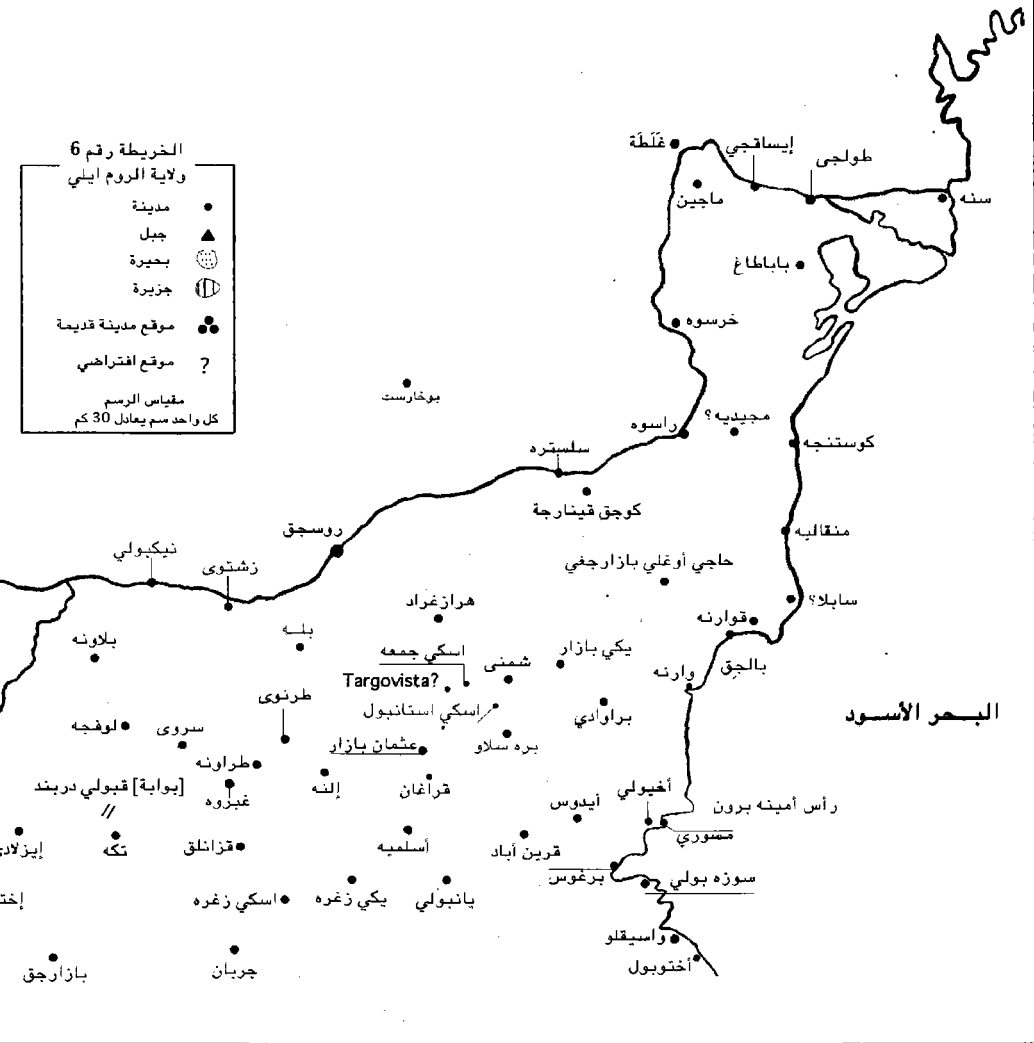 الخريطة رقم 6
ولاية الروم ايلي
مدينة
جبل
بحيرة
جزيرة
موقع مدينة قديمة
موقع افتراضي ?
مقياس الرسم
كل واحد سم يعادل 30 كم
غَلَطَة
إيساقجي
طولجى
ماجين
سنه
باباطاغ
خرسوه
بوخارست
مجيديه؟
راسوه
كوستنجه
سلستره
كوجق قينارجة
روسجق
منقاليه
نيكبولي
زشتوى
حاجي أوغلي بازارجغي
سابلا؟
هرازغراد
قوارنه
بلاونه
بلـه
اسكي جمعه
شمنى
يكي بازار
بالجق
Targovista?
وارنه
طرنوى
اسكي استانبول
براوادي
البـحر الأسـود
لوفجه
سروى
عثمان بازار
بره سلاو
طراونه
[بوابة] قبولي دربند
غبروه
إلنه
قراغان
أخيولي
رأس أمينه برون
أيدوس
مسوري
إيزلادي
تكه
قزانلق
أسلميه
قرين أباد
برغوس
سوزه بولي
إخت
اسكي زغره
يكي زغره
يانبولي
واسيقلو
بازارجق
جربان
أختوبول